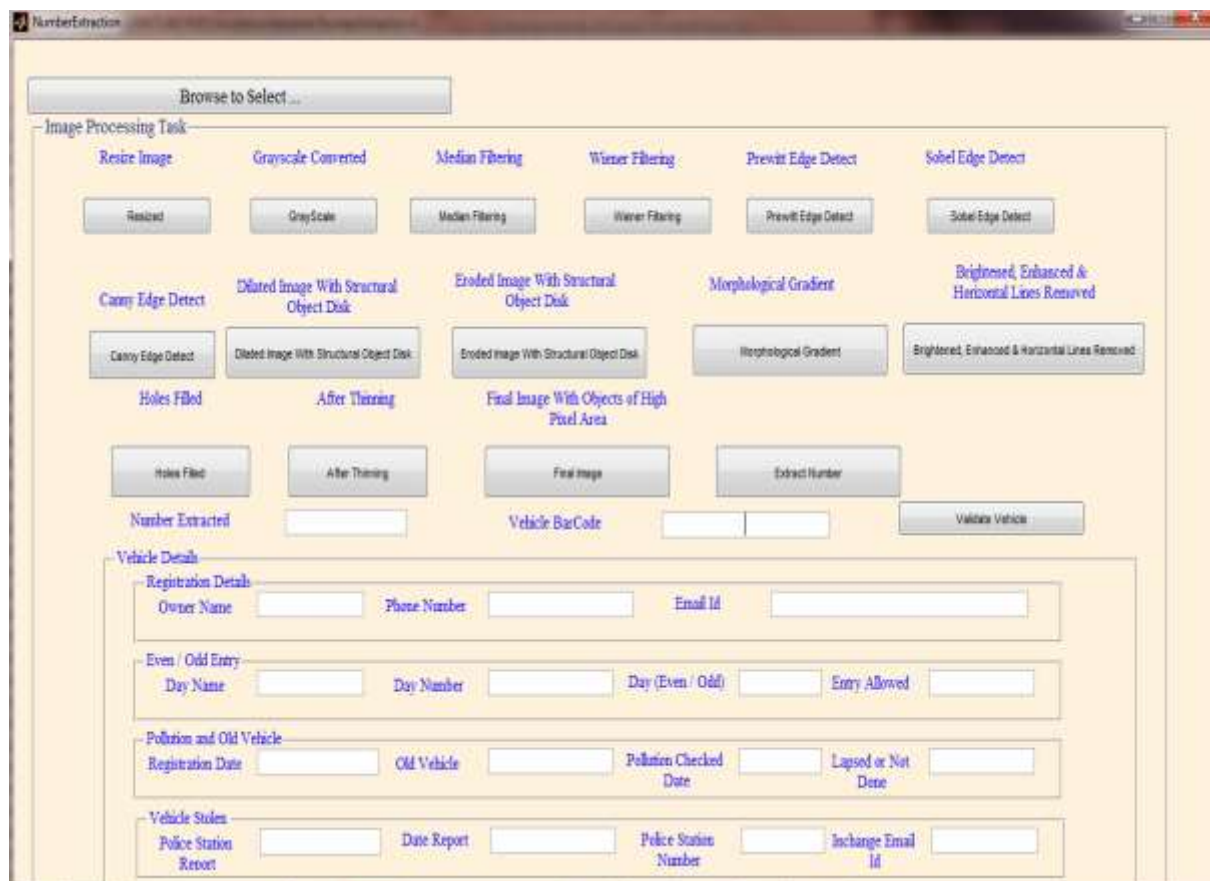 NumberExtraction
Browse to Select ...
Image Processing Task
Resize Image Grayscale Converted Median Filtering Wiener Filtering Prewitt Edge Detect Sobel Edge Detect
Resized GrayScale Median Filtering Wiener Filtering Prewitt Edge Detect Sobel Edge Detect
Canny Edge Detect Dilated Image With Structural Object Disk Eroded Image With Structural Object Disk Morphological Gradient Brightened, Enhanced & Horizontal Lines Removed
Canny Edge Detect Dilated Image With Structural Object Disk Eroded Image With Structural Object Disk Morphological Gradient Brightened, Enhanced & Horizontal Lines Removed
Holes Filled After Thinning Final Image With Objects of High Pixel Area
Holes Filled After Thinning Final Image Extract Number
Number Extracted Vehicle BarCode Validate Vehicle
Vehicle Details
Registration Details
Owner Name Phone Number Email Id
Even / Odd Entry
Day Name Day Number Day (Even / Odd) Entry Allowed
Pollution and Old Vehicle
Registration Date Old Vehicle Pollution Checked Date Lapsed or Not Done
Vehicle Stolen
Police Station Report Date Report Police Station Number Inchange Email Id